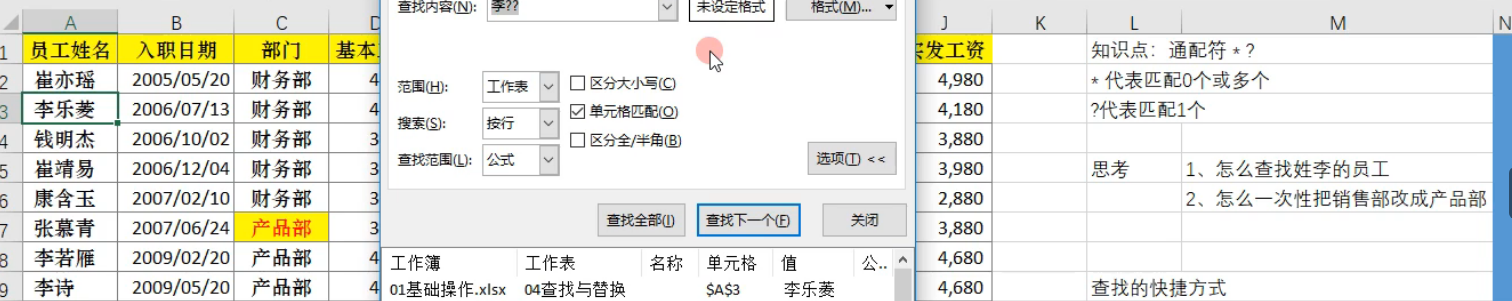 查找内容(N): 李?? 未设定格式 格式(M)...
A B C D J K L M N
1 员工姓名 入职日期 部门 基本 发工资 知识点：通配符 * ?
2 崔亦瑶 2005/05/20 财务部 4 4,980 * 代表匹配0个或多个
范围(H): 工作表 区分大小写(C)
3 李乐菱 2006/07/13 财务部 4 4,180 ?代表匹配1个
单元格匹配(O)
搜索(S): 按行
4 钱明杰 2006/10/02 财务部 3 3,880
区分全/半角(B)
查找范围(L): 公式 选项(T) <<
5 崔靖易 2006/12/04 财务部 3 3,980 思考 1、怎么查找姓李的员工
6 康含玉 2007/02/10 财务部 3 2,880 2、怎么一次性把销售部改成产品部
查找全部(I) 查找下一个(F) 关闭
7 张慕青 2007/06/24 产品部 3 3,880
8 李若雁 2009/02/20 产品部 4 4,680
工作簿 工作表 名称 单元格 值 公..
9 李诗 2009/05/20 产品部 4 4,680 查找的快捷方式
01基础操作.xlsx 04查找与替换 $A$3 李乐菱